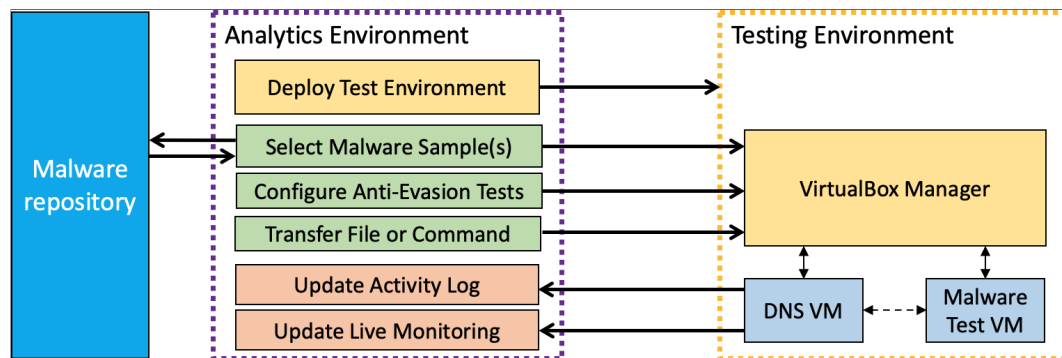 Analytics Environment
Testing Environment
Deploy Test Environment
Malware
repository
Select Malware Sample(s)
Configure Anti-Evasion Tests
Transfer File or Command
VirtualBox Manager
Update Activity Log
Update Live Monitoring
DNS VM
Malware
Test VM